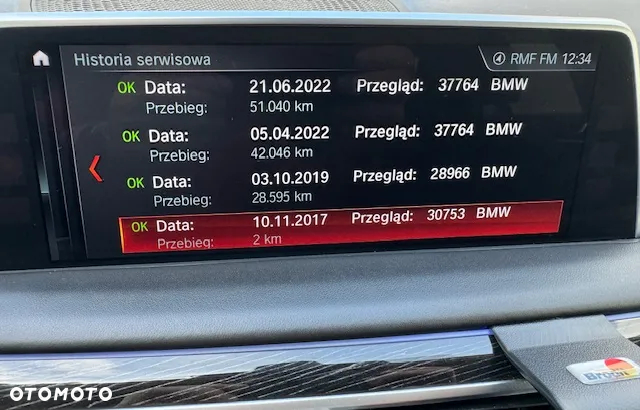 Historia serwisowa RMF FM 12:34
OK Data: 21.06.2022 Przegląd: 37764 BMW
Przebieg: 51.040 km
OK Data: 05.04.2022 Przegląd: 37764 BMW
Przebieg: 42.046 km
OK Data: 03.10.2019 Przegląd: 28966 BMW
Przebieg: 28.595 km
OK Data: 10.11.2017 Przegląd: 30753 BMW
Przebieg: 2 km
OTOMOTO